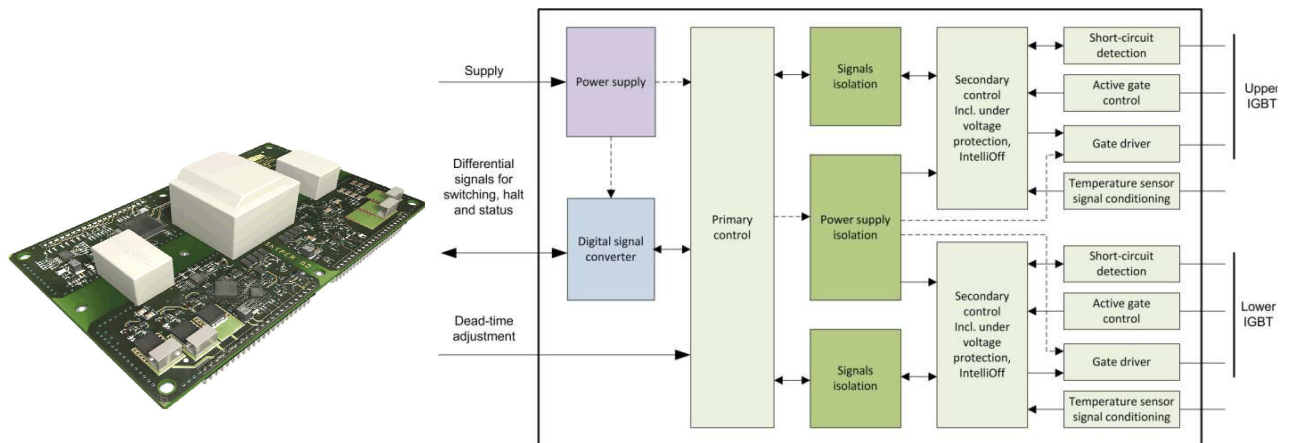 Supply
Differential
signals for
switching, halt
and status
Dead-time
adjustment
Power supply
Digital signal
converter
Primary
control
Signals
isolation
Power supply
isolation
Signals
isolation
Secondary
control
Incl. under
voltage
protection,
IntelliOff
Secondary
control
Incl. under
voltage
protection,
IntelliOff
Short-circuit
detection
Active gate
control
Gate driver
Temperature sensor
signal conditioning
Short-circuit
detection
Active gate
control
Gate driver
Temperature sensor
signal conditioning
Upper
IGBT
Lower
IGBT